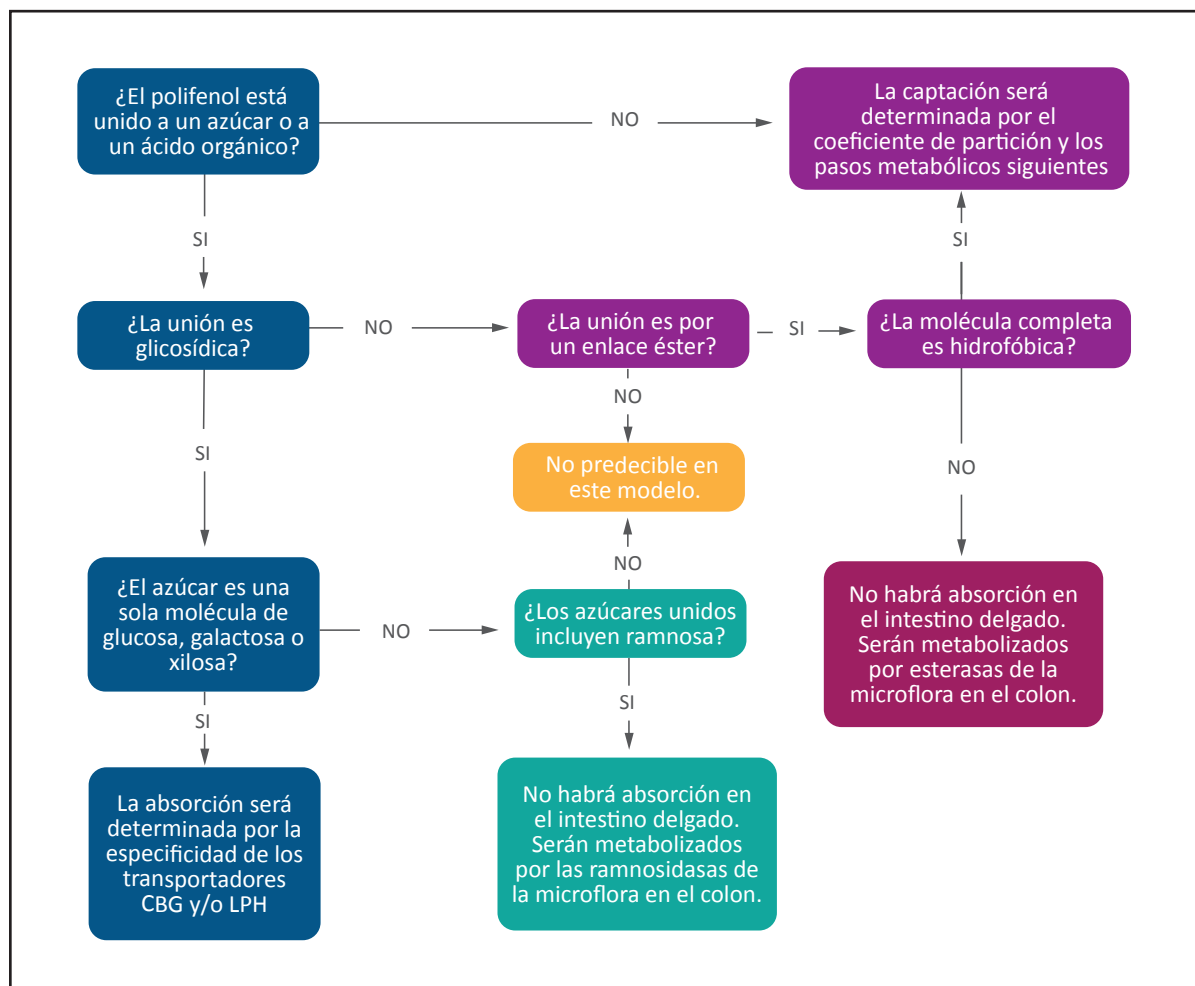 ¿El polifenol está
unido a un azúcar o a
un ácido orgánico?
NO
La captación será
determinada por el
coeficiente de partición y los
pasos metabólicos siguientes
SI
SI
¿La unión es
glicosídica?
NO
¿La unión es por
un enlace éster?
SI
¿La molécula completa
es hidrofóbica?
NO
SI
No predecible en
este modelo.
NO
NO
¿El azúcar es una
sola molécula de
glucosa, galactosa o
xilosa?
NO
¿Los azúcares unidos
incluyen ramnosa?
No habrá absorción en
el intestino delgado.
Serán metabolizados
por esterasas de la
microflora en el colon.
SI
SI
La absorción será
determinada por la
especificidad de los
transportadores
CBG y/o LPH
No habrá absorción en
el intestino delgado.
Serán metabolizados
por las ramnosidasas de
la microflora en el colon.